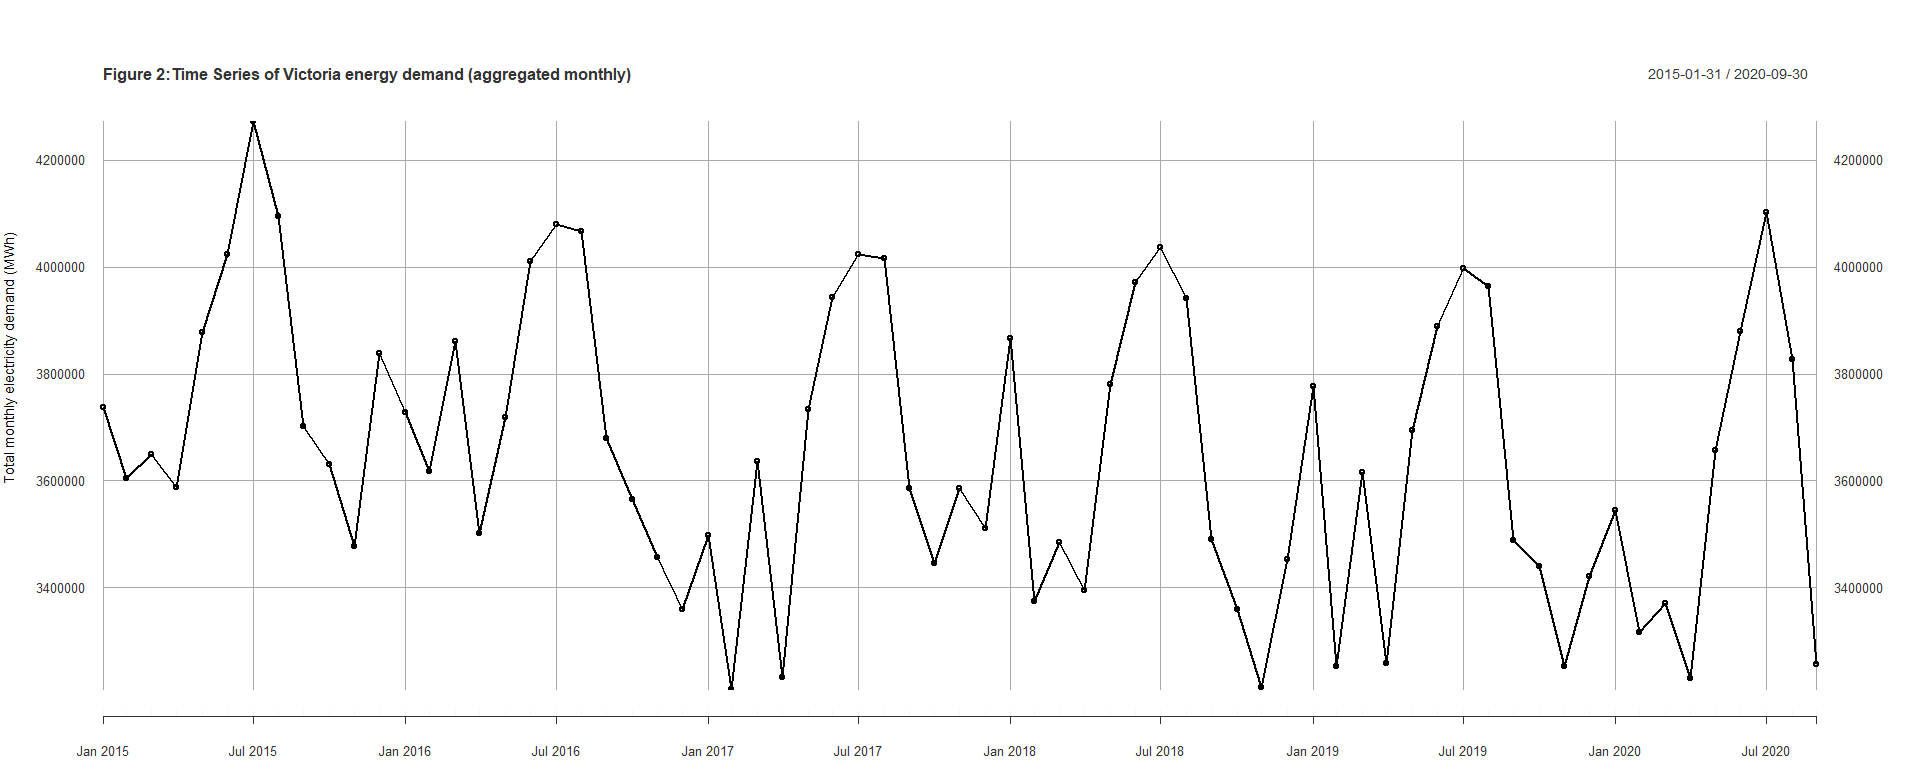 Figure 2: Time Series of Victoria energy demand (aggregated monthly)
2015-01-31 / 2020-09-30
Total monthly electricity demand (MWh)
4200000
4000000
3800000
3600000
3400000
4200000
4000000
3800000
3600000
3400000
Jan 2015
Jul 2015
Jan 2016
Jul 2016
Jan 2017
Jul 2017
Jan 2018
Jul 2018
Jan 2019
Jul 2019
Jan 2020
Jul 2020